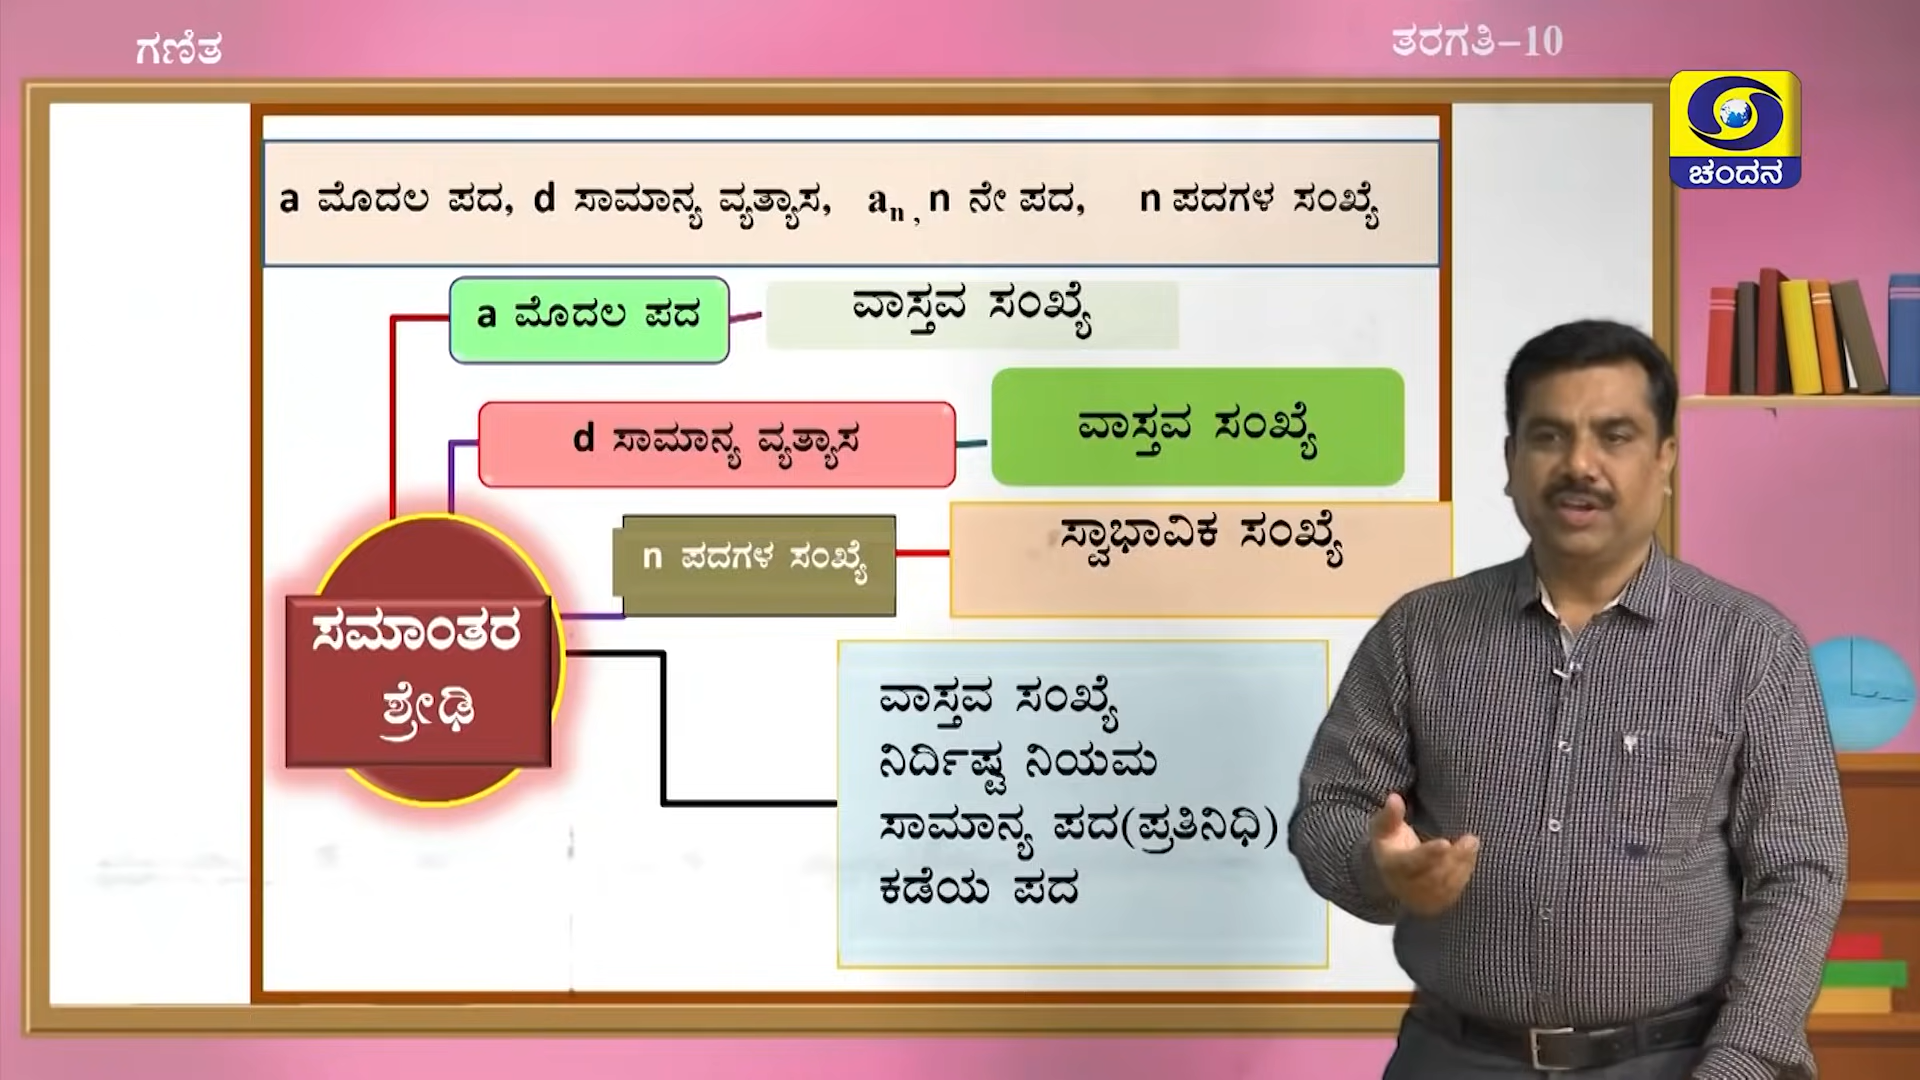 ಗಣಿತ
ತರಗತಿ-10
ಚಂದನ
a ಮೊದಲ ಪದ, d ಸಾಮಾನ್ಯ ವ್ಯತ್ಯಾಸ, aₙ, n ನೇ ಪದ, n ಪದಗಳ ಸಂಖ್ಯೆ
a ಮೊದಲ ಪದ
ವಾಸ್ತವ ಸಂಖ್ಯೆ
d ಸಾಮಾನ್ಯ ವ್ಯತ್ಯಾಸ
ವಾಸ್ತವ ಸಂಖ್ಯೆ
n ಪದಗಳ ಸಂಖ್ಯೆ
ಸ್ವಾಭಾವಿಕ ಸಂಖ್ಯೆ
ಸಮಾಂತರ
ಶ್ರೇಢಿ
ವಾಸ್ತವ ಸಂಖ್ಯೆ
ನಿರ್ದಿಷ್ಟ ನಿಯಮ
ಸಾಮಾನ್ಯ ಪದ(ಪ್ರತಿನಿಧಿ)
ಕಡೆಯ ಪದ